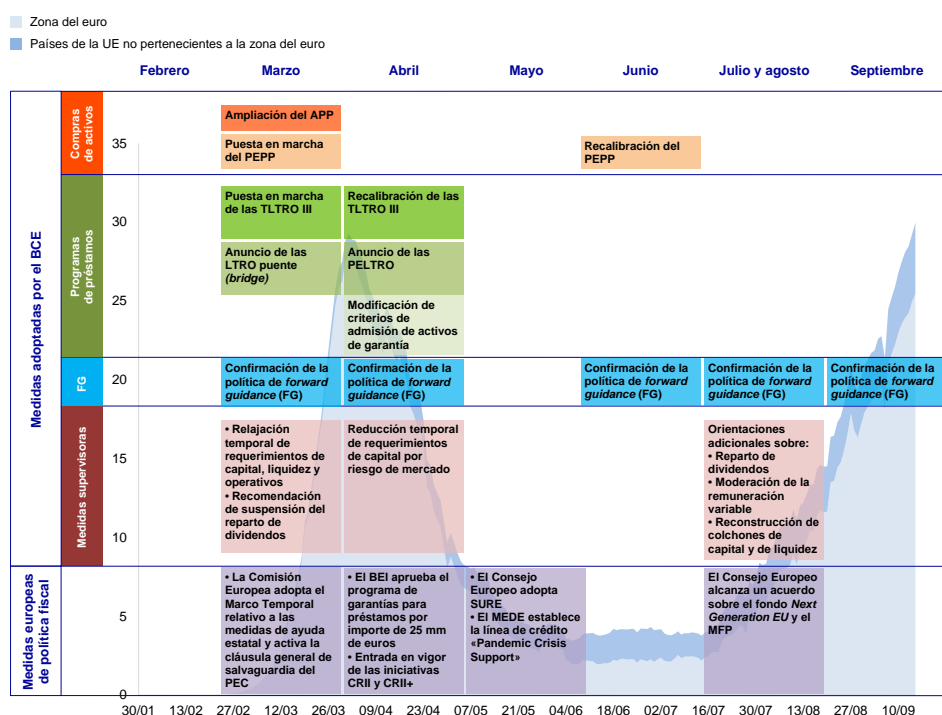 Zona del euro
Países de la UE no pertenecientes a la zona del euro
Febrero
Marzo
Abril
Mayo
Junio
Julio y agosto
Septiembre
Medidas adoptadas por el BCE
Compras
de activos
35
Ampliación del APP
Puesta en marcha
del PEPP
Recalibración del
PEPP
Programas
de préstamos
30
25
Puesta en marcha
de las TLTRO III
Recalibración de las
TLTRO III
Anuncio de las
LTRO puente
(bridge)
Anuncio de las
PELTRO
Modificación de
criterios de
admisión de activos
de garantía
FG
20
Confirmación de la
política de forward
guidance (FG)
Confirmación de la
política de forward
guidance (FG)
Confirmación de la
política de forward
guidance (FG)
Confirmación de la
política de forward
guidance (FG)
Confirmación de la
política de forward
guidance (FG)
Medidas supervisoras
15
10
• Relajación
temporal de
requerimientos de
capital, liquidez y
operativos
• Recomendación
de suspensión del
reparto de
dividendos
Reducción temporal
de requerimientos
de capital por
riesgo de mercado
Orientaciones
adicionales sobre:
• Reparto de
dividendos
• Moderación de la
remuneración
variable
• Reconstrucción de
colchones de
capital y de liquidez
Medidas europeas
de política fiscal
5
0
• La Comisión
Europea adopta el
Marco Temporal
relativo a las
medidas de ayuda
estatal y activa la
cláusula general de
salvaguardia del
PEC
• El BEI aprueba el
programa de
garantías para
préstamos por
importe de 25 mm
de euros
• Entrada en vigor
de las iniciativas
CRII y CRII+
• El Consejo
Europeo adopta
SURE
• El MEDE establece
la línea de crédito
«Pandemic Crisis
Support»
El Consejo Europeo
alcanza un acuerdo
sobre el fondo Next
Generation EU y el
MFP
30/01 13/02 27/02 12/03 26/03 09/04 23/04 07/05 21/05 04/06 18/06 02/07 16/07 30/07 13/08 27/08 10/09